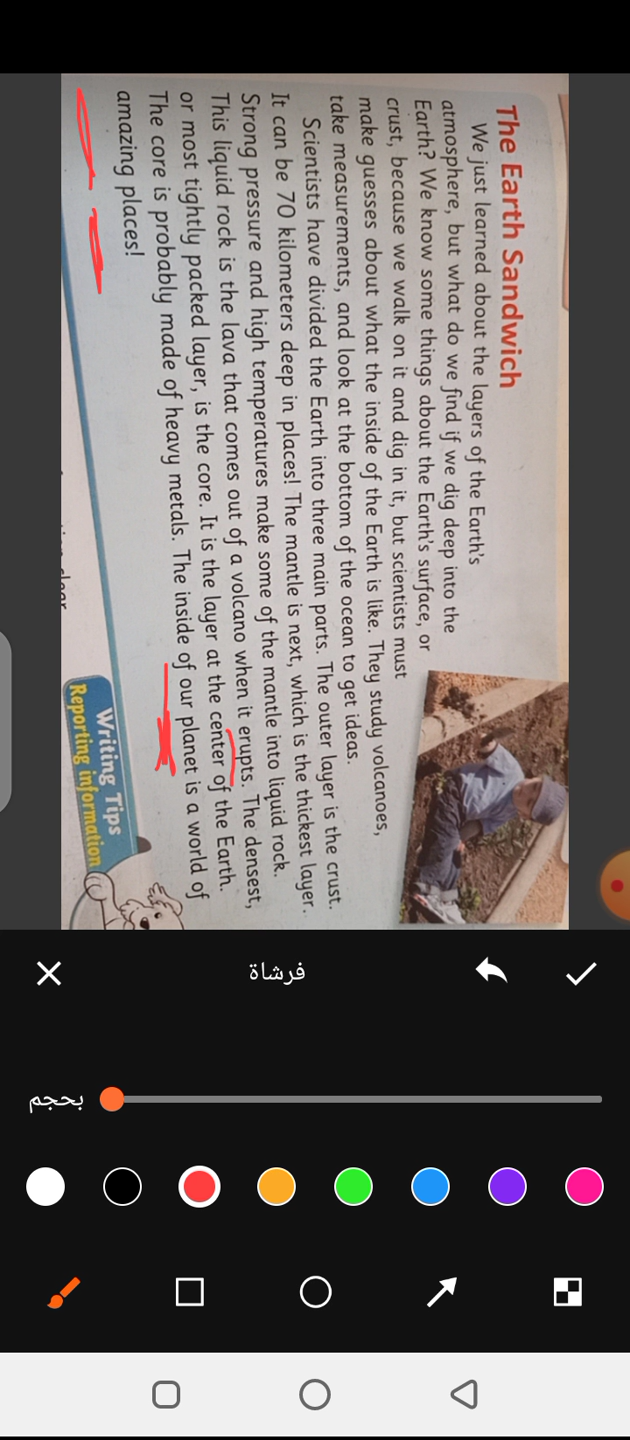 The Earth Sandwich
We just learned about the layers of the Earth's
atmosphere, but what do we find if we dig deep into the
Earth? We know some things about the Earth's surface, or
crust, because we walk on it and dig in it, but scientists must
make guesses about what the inside of the Earth is like. They study volcanoes,
take measurements, and look at the bottom of the ocean to get ideas.
Scientists have divided the Earth into three main parts. The outer layer is the crust.
It can be 70 kilometers deep in places! The mantle is next, which is the thickest layer.
Strong pressure and high temperatures make some of the mantle into liquid rock.
This liquid rock is the lava that comes out of a volcano when it erupts. The densest,
or most tightly packed layer, is the core. It is the layer at the center of the Earth.
The core is probably made of heavy metals. The inside of our planet is a world of
amazing places!
Writing Tips
Reporting information
فرشاة
بحجم